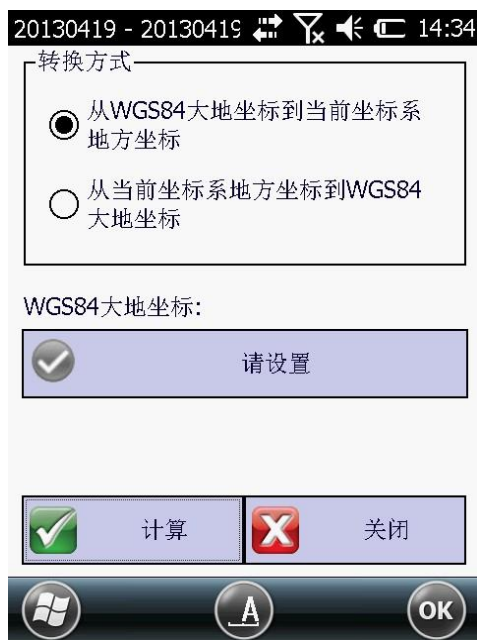 20130419 - 20130419 14:34
转换方式
从WGS84大地坐标到当前坐标系
地方坐标
从当前坐标系地方坐标到WGS84
大地坐标
WGS84大地坐标:
请设置
计算 关闭
A OK